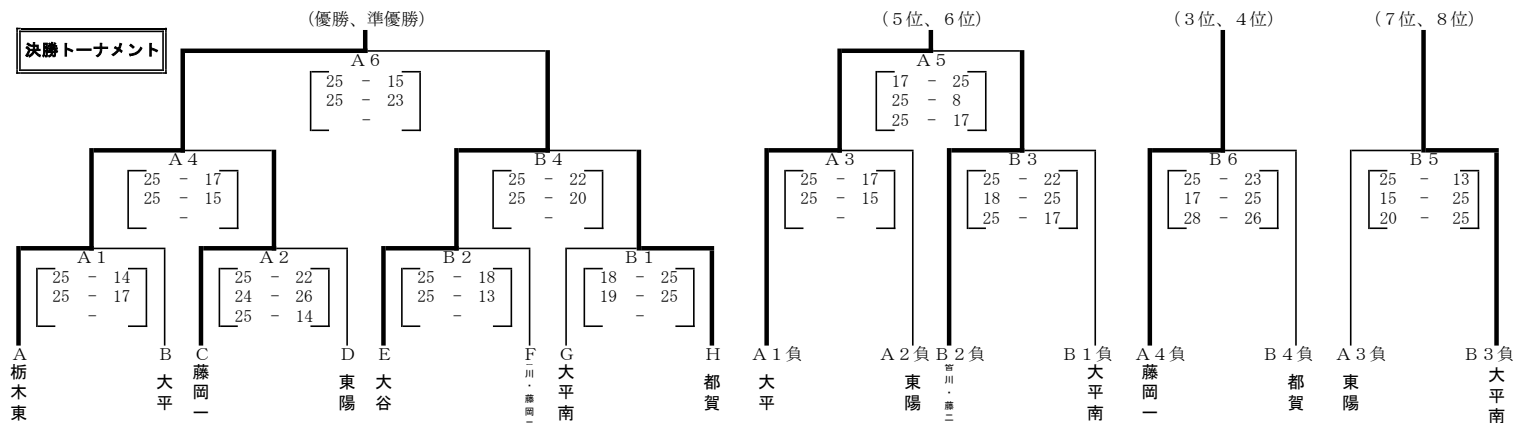 (優勝、準優勝) (5位、6位) (3位、4位) (7位、8位)
決勝トーナメント
A6 A5
25 - 15 17 - 25
25 - 23 25 - 8
- 25 - 17
A4 B4 A3 B3 B6 B5
25 - 17 25 - 22 25 - 17 25 - 22 25 - 23 25 - 13
25 - 15 25 - 20 25 - 15 18 - 25 17 - 25 15 - 25
- - - 25 - 17 28 - 26 20 - 25
A1 A2 B2 B1
25 - 14 25 - 22 25 - 18 18 - 25
25 - 17 24 - 26 25 - 13 19 - 25
- 25 - 14 - -
A B C D E F G H A1負 A2負 B2負 B1負 A4負 B4負 A3負 B3負
栃木東 大平 藤岡一 東陽 大谷 川・藤岡 大平南 都賀 大平 東陽 川・藤二 大平南 藤岡一 都賀 東陽 大平南